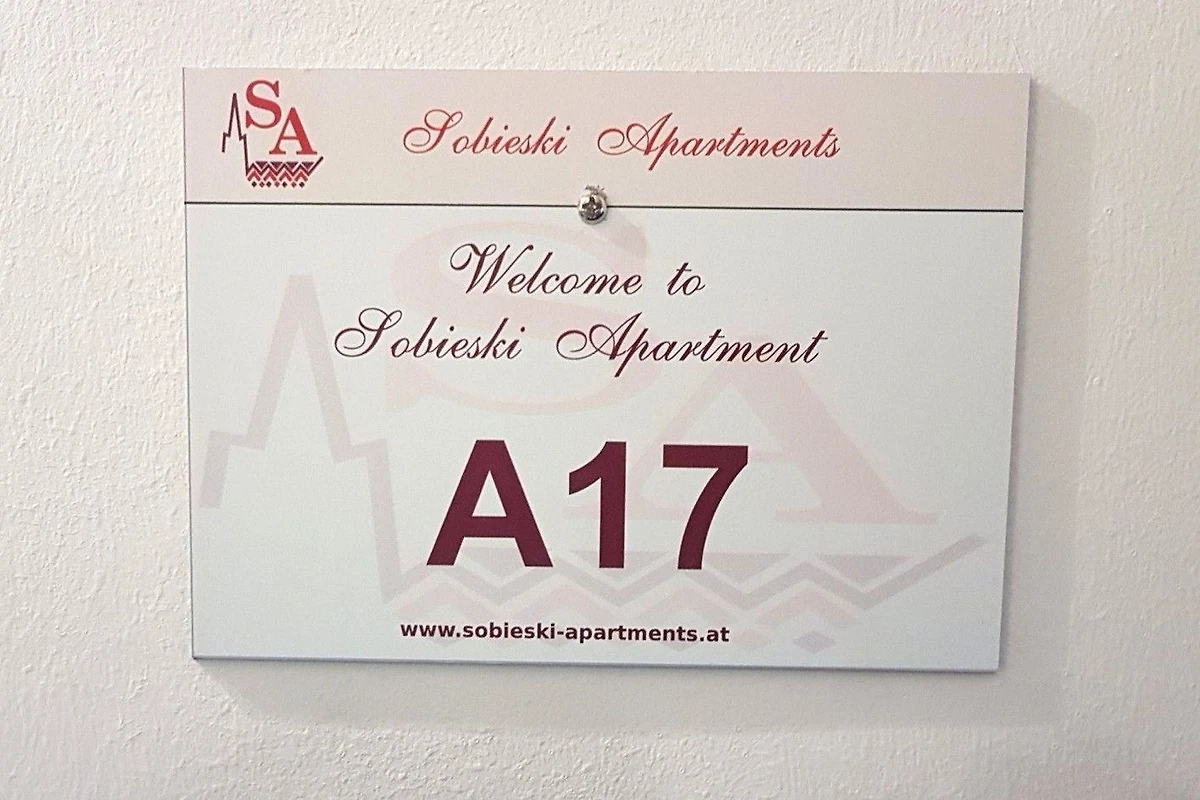 SA
Sobieski Apartments
Welcome to
Sobieski Apartment
A17
www.sobieski-apartments.at